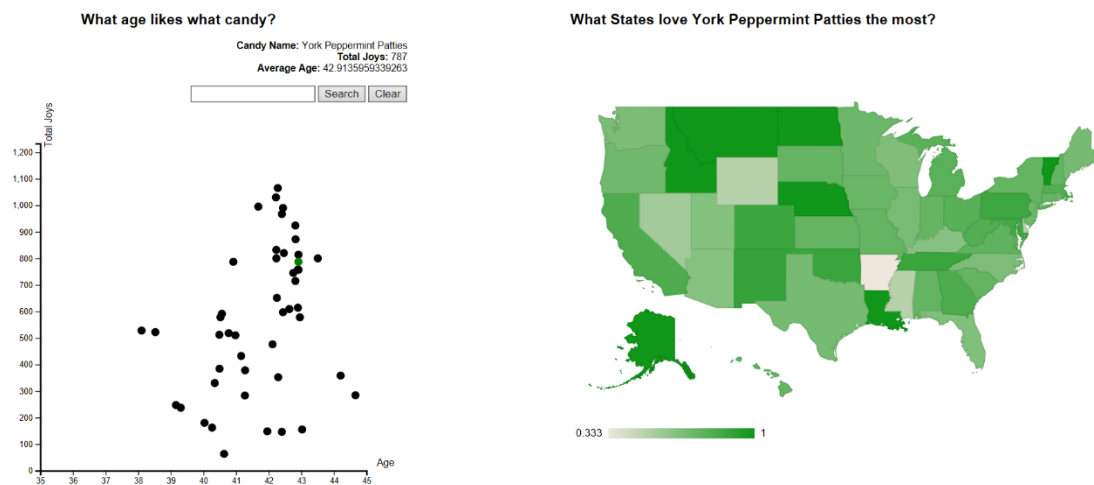 What age likes what candy?
Candy Name: York Peppermint Patties
Total Joys: 787
Average Age: 42.9135959339263
Search Clear
Total Joys
1,200
1,100
1,000
900
800
700
600
500
400
300
200
100
0
Age
35 36 37 38 39 40 41 42 43 44 45
What States love York Peppermint Patties the most?
0.333 1